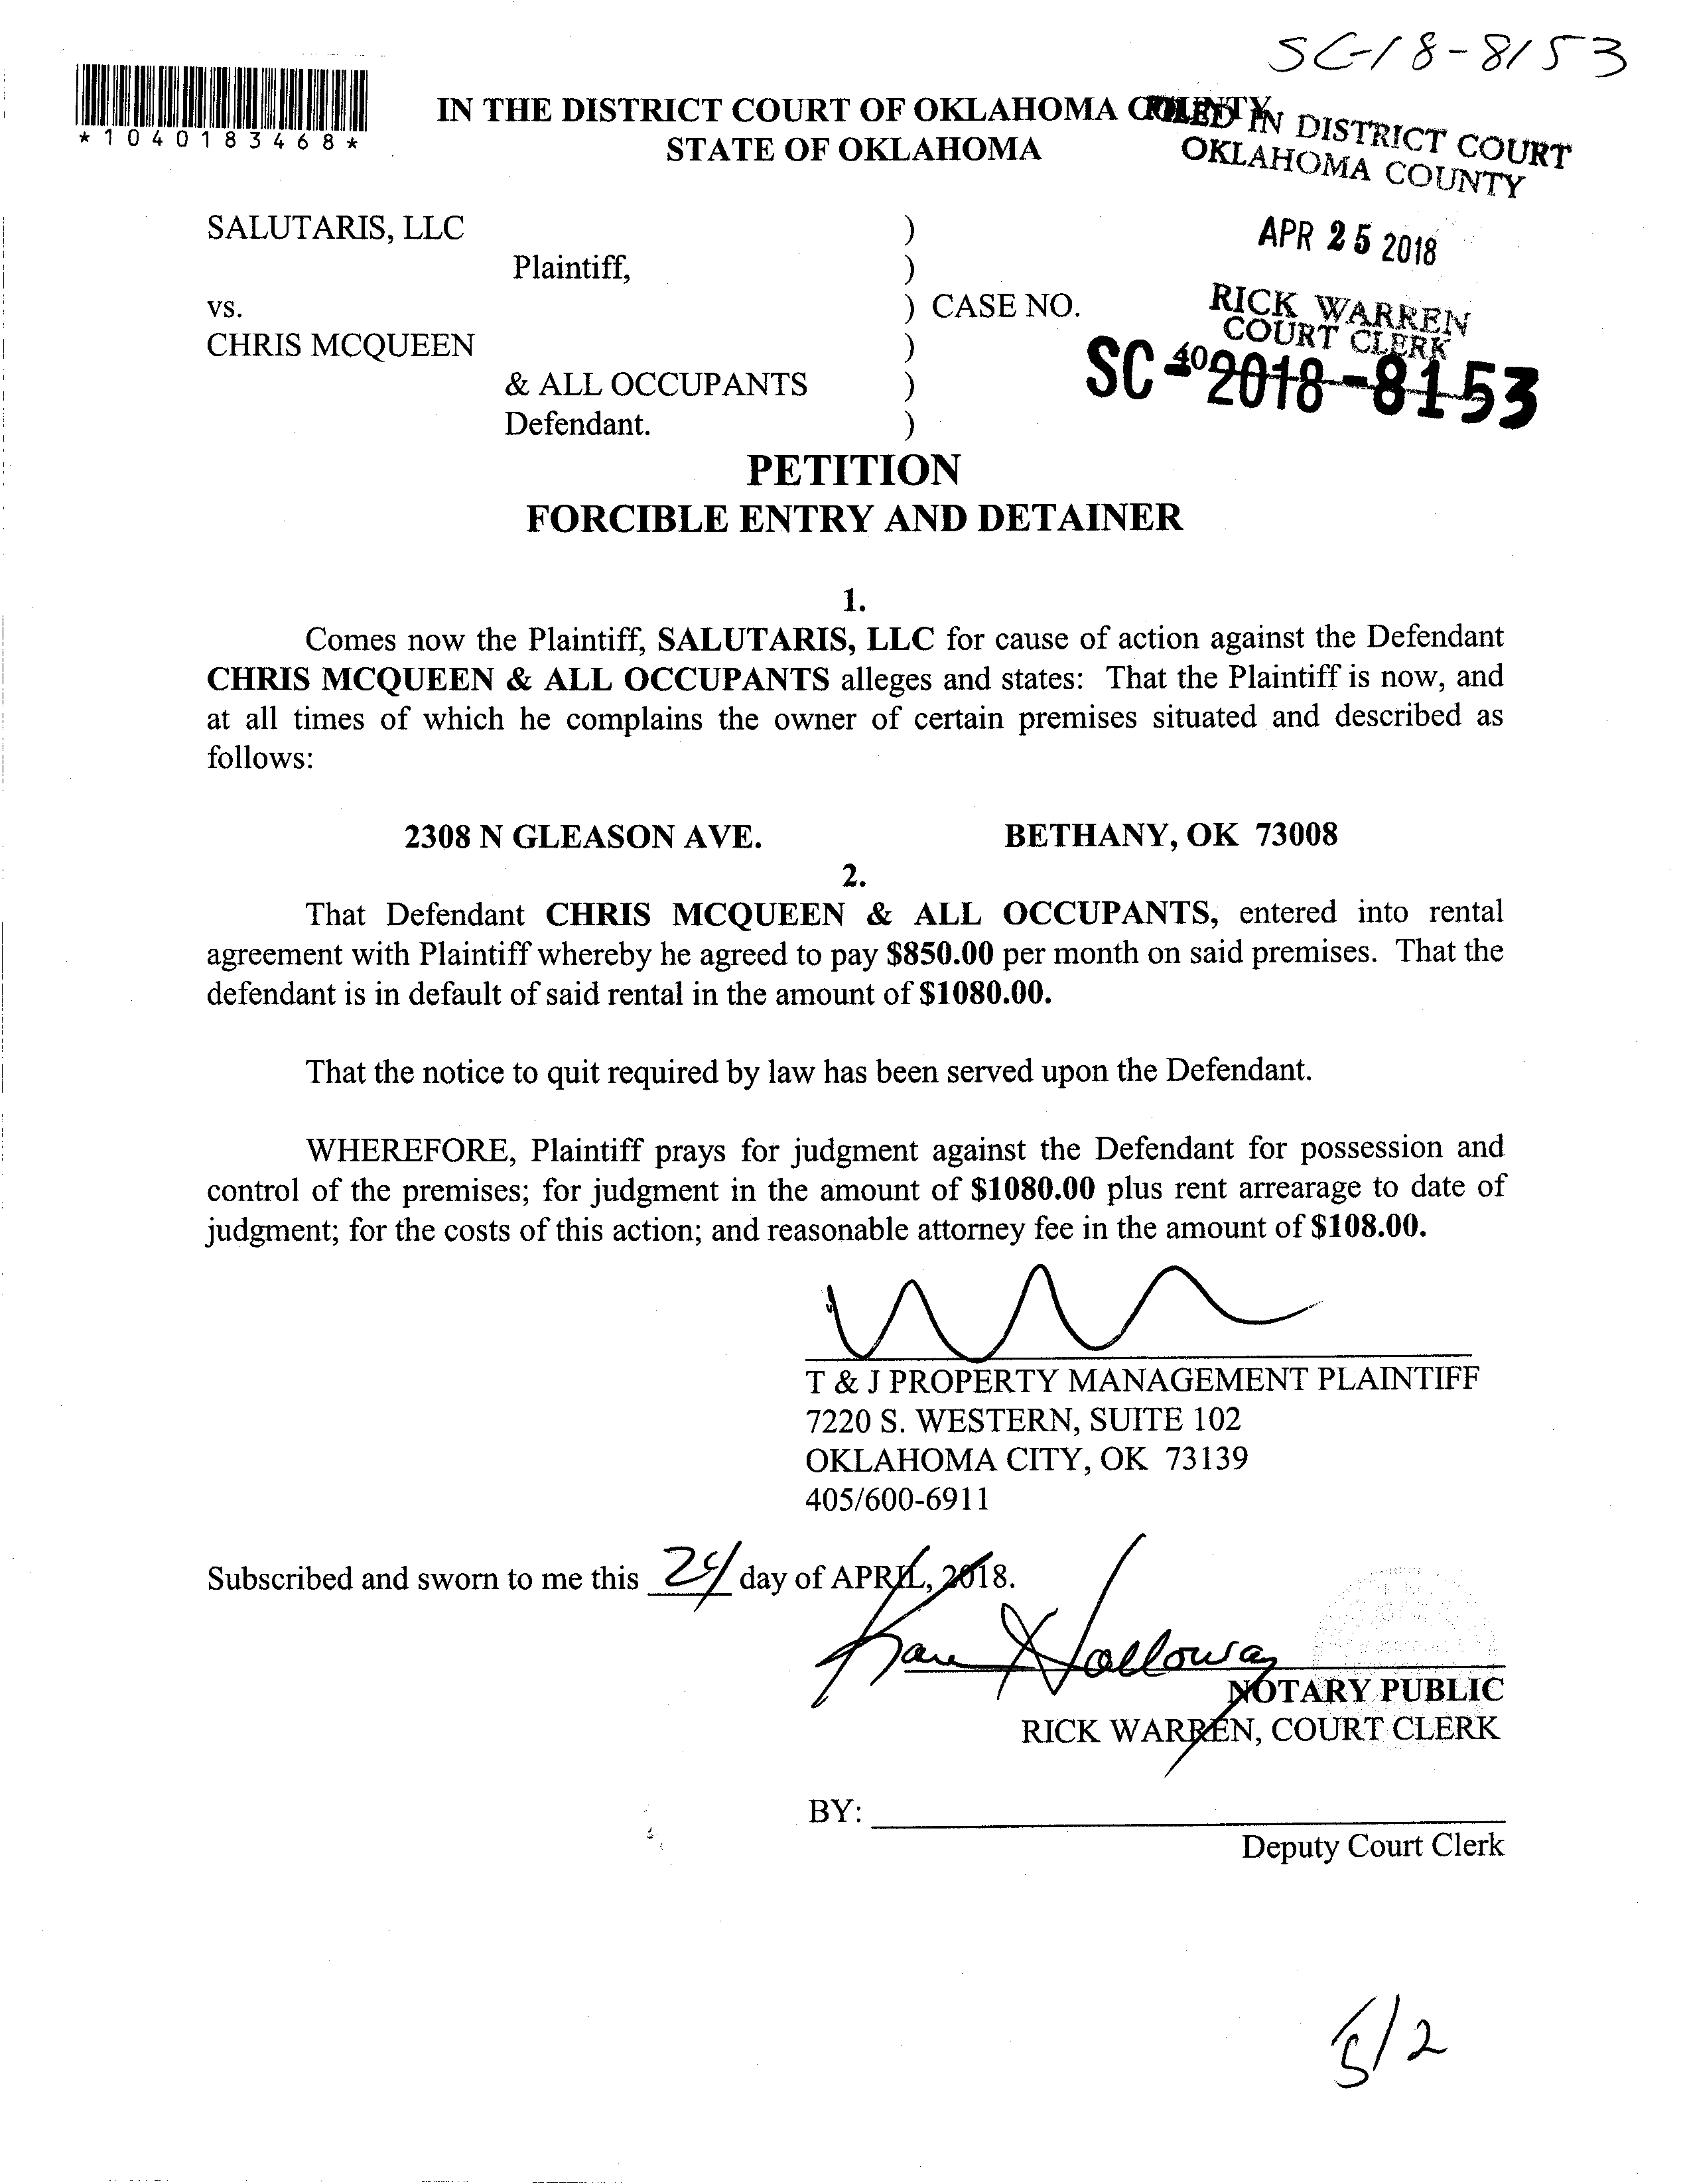 SC-18-8153
*1040183468*
IN THE DISTRICT COURT OF OKLAHOMA COUNTY
STATE OF OKLAHOMA
FILED IN DISTRICT COURT
OKLAHOMA COUNTY
APR 25 2018
RICK WARREN
COURT CLERK
40
SALUTARIS, LLC )
Plaintiff, )
vs. ) CASE NO. SC-2018-8153
CHRIS MCQUEEN )
& ALL OCCUPANTS )
Defendant. )
PETITION
FORCIBLE ENTRY AND DETAINER
1.
Comes now the Plaintiff, SALUTARIS, LLC for cause of action against the Defendant
CHRIS MCQUEEN & ALL OCCUPANTS alleges and states: That the Plaintiff is now, and
at all times of which he complains the owner of certain premises situated and described as
follows:
2308 N GLEASON AVE. BETHANY, OK 73008
2.
That Defendant CHRIS MCQUEEN & ALL OCCUPANTS, entered into rental
agreement with Plaintiff whereby he agreed to pay $850.00 per month on said premises. That the
defendant is in default of said rental in the amount of $1080.00.
That the notice to quit required by law has been served upon the Defendant.
WHEREFORE, Plaintiff prays for judgment against the Defendant for possession and
control of the premises; for judgment in the amount of $1080.00 plus rent arrearage to date of
judgment; for the costs of this action; and reasonable attorney fee in the amount of $108.00.
T & J PROPERTY MANAGEMENT PLAINTIFF
7220 S. WESTERN, SUITE 102
OKLAHOMA CITY, OK 73139
405/600-6911
Subscribed and sworn to me this 24 day of APRIL, 2018.
Karen Holloway
NOTARY PUBLIC
RICK WARREN, COURT CLERK
BY:
Deputy Court Clerk
5/2